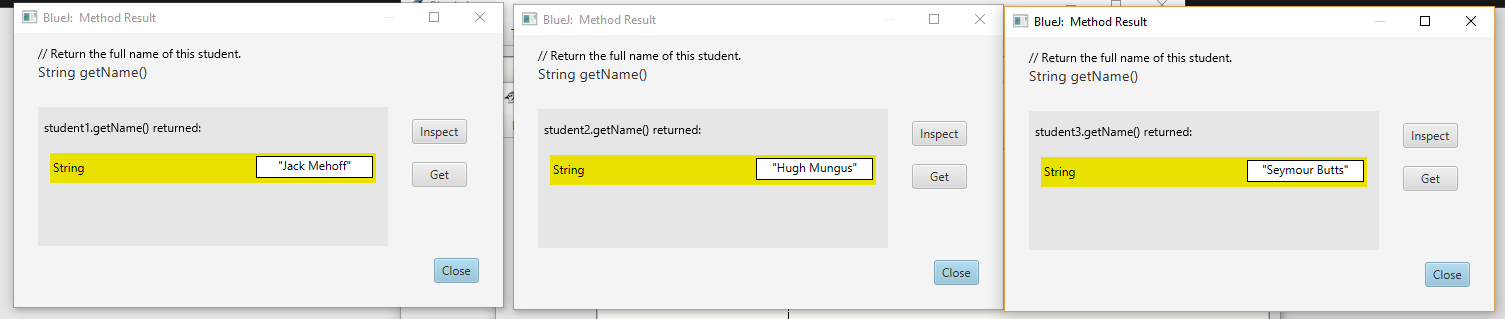 BlueJ: Method Result
// Return the full name of this student.
String getName()
student1.getName() returned:
String
"Jack Mehoff"
Inspect
Get
Close
BlueJ: Method Result
// Return the full name of this student.
String getName()
student2.getName() returned:
String
"Hugh Mungus"
Inspect
Get
Close
BlueJ: Method Result
// Return the full name of this student.
String getName()
student3.getName() returned:
String
"Seymour Butts"
Inspect
Get
Close